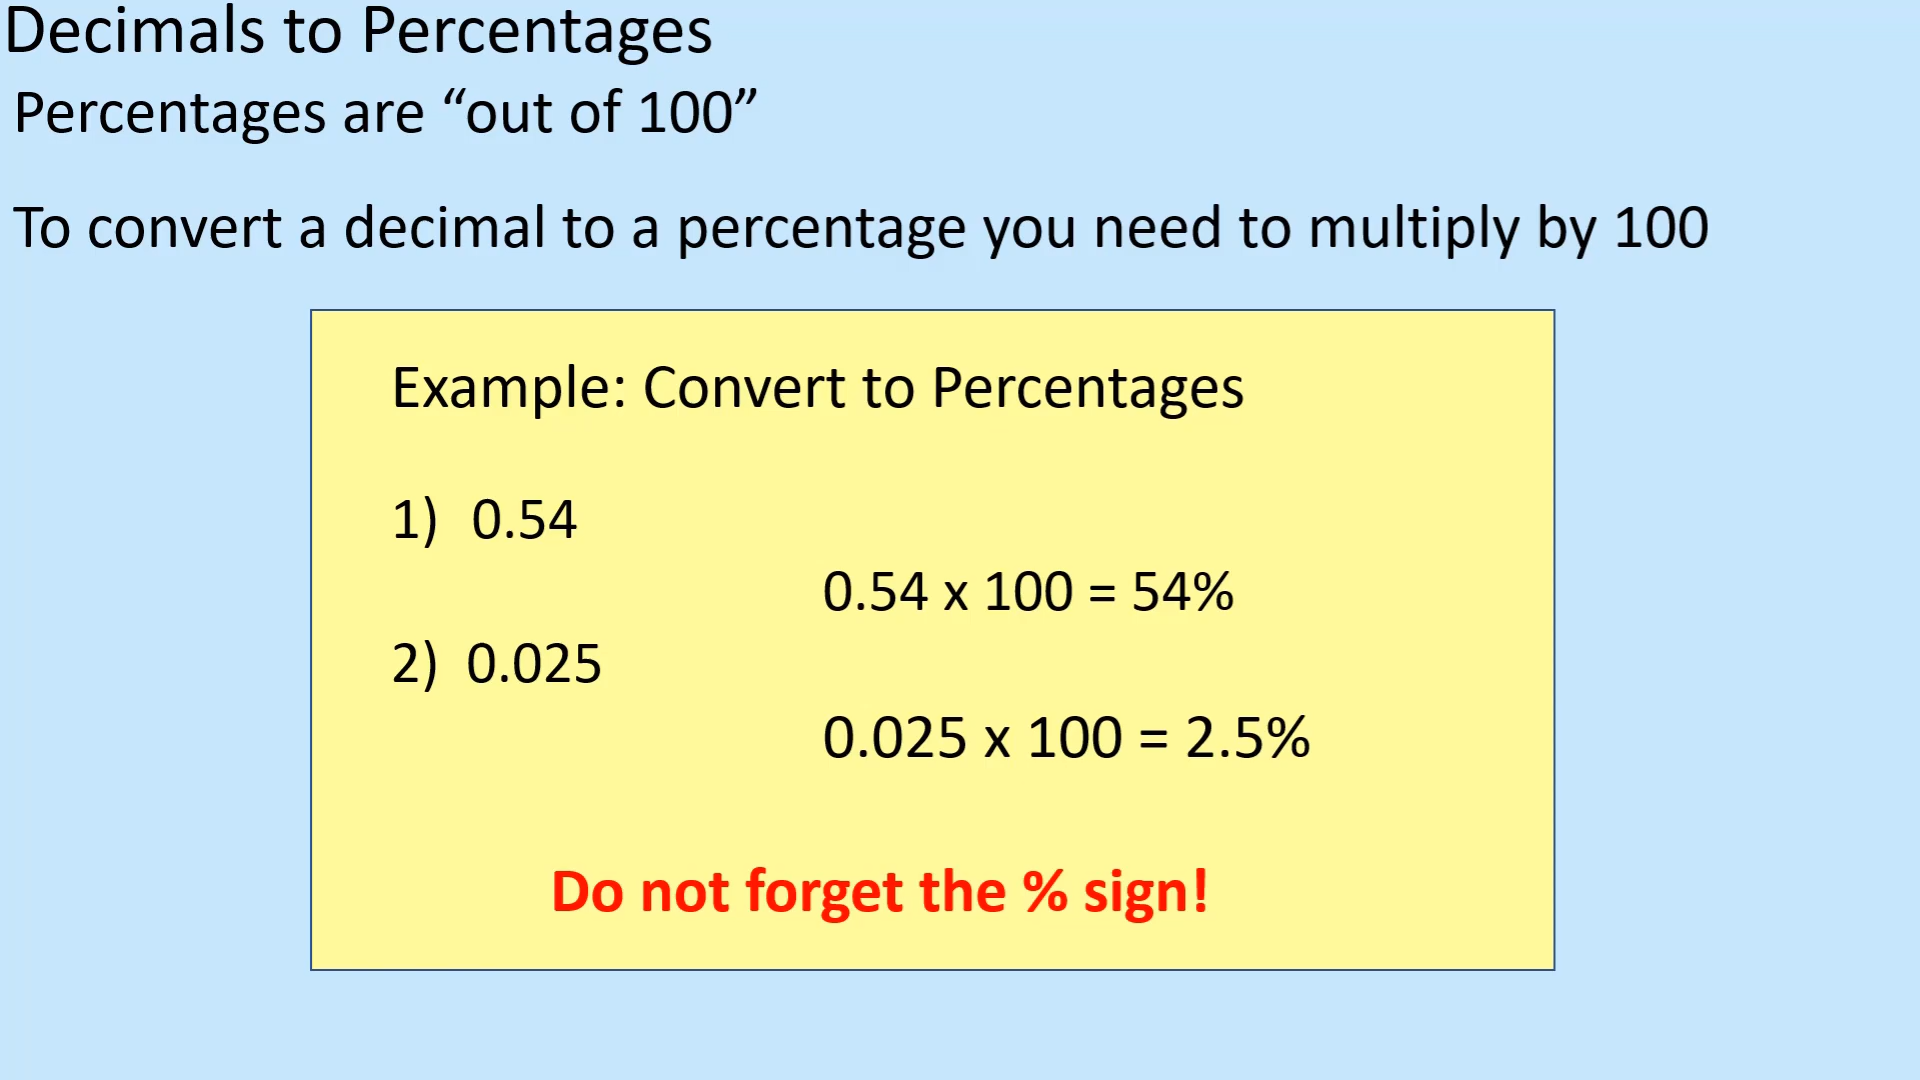 Decimals to Percentages
Percentages are “out of 100”
To convert a decimal to a percentage you need to multiply by 100
Example: Convert to Percentages
1) 0.54
0.54 x 100 = 54%
2) 0.025
0.025 x 100 = 2.5%
Do not forget the % sign!